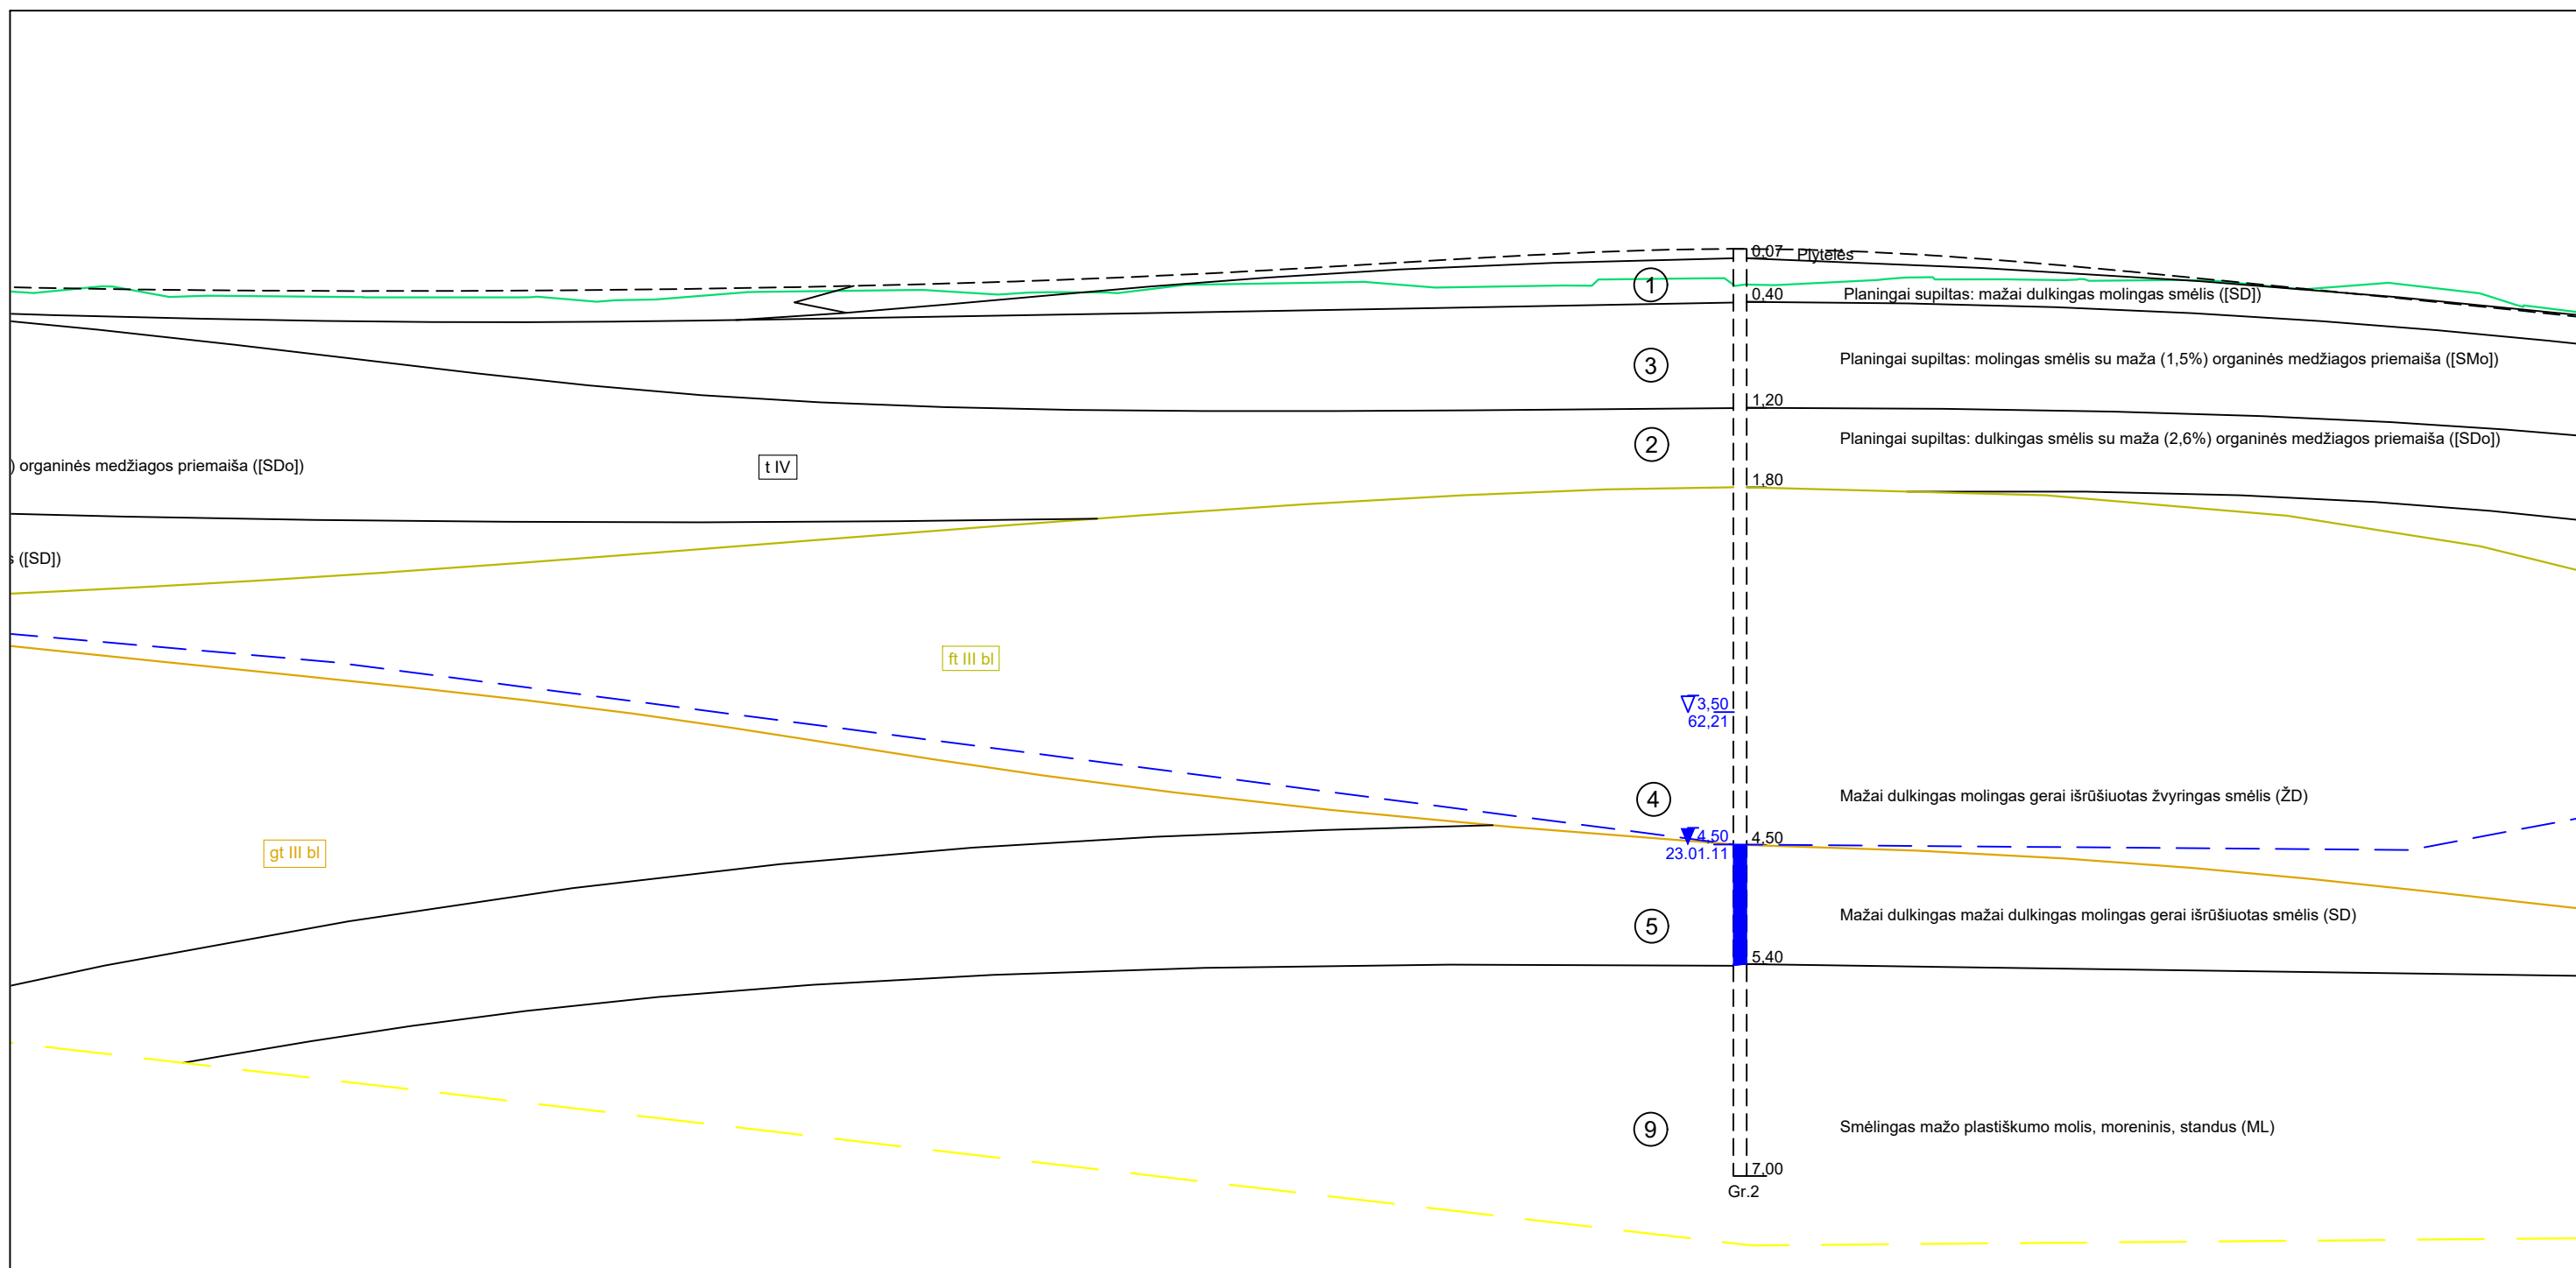 0,07
Plytelės
1
0,40
Planingai supiltas: mažai dulkingas molingas smėlis ([SD])
3
Planingai supiltas: molingas smėlis su maža (1,5%) organinės medžiagos priemaiša ([SMo])
1,20
2
Planingai supiltas: dulkingas smėlis su maža (2,6%) organinės medžiagos priemaiša ([SDo])
) organinės medžiagos priemaiša ([SDo])
t IV
1,80
s ([SD])
ft III bl
3,50
62,21
4
Mažai dulkingas molingas gerai išrūšiuotas žvyringas smėlis (ŽD)
4,50
4,50
23.01.11
gt III bl
5
Mažai dulkingas mažai dulkingas molingas gerai išrūšiuotas smėlis (SD)
5,40
9
Smėlingas mažo plastiškumo molis, moreninis, standus (ML)
7,00
Gr.2